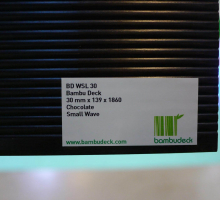 BD WSL 30
Bambu Deck
30 mm x 139 x 1860
Chocolate
Small Wave
www.bambudeck.com
bambudeck